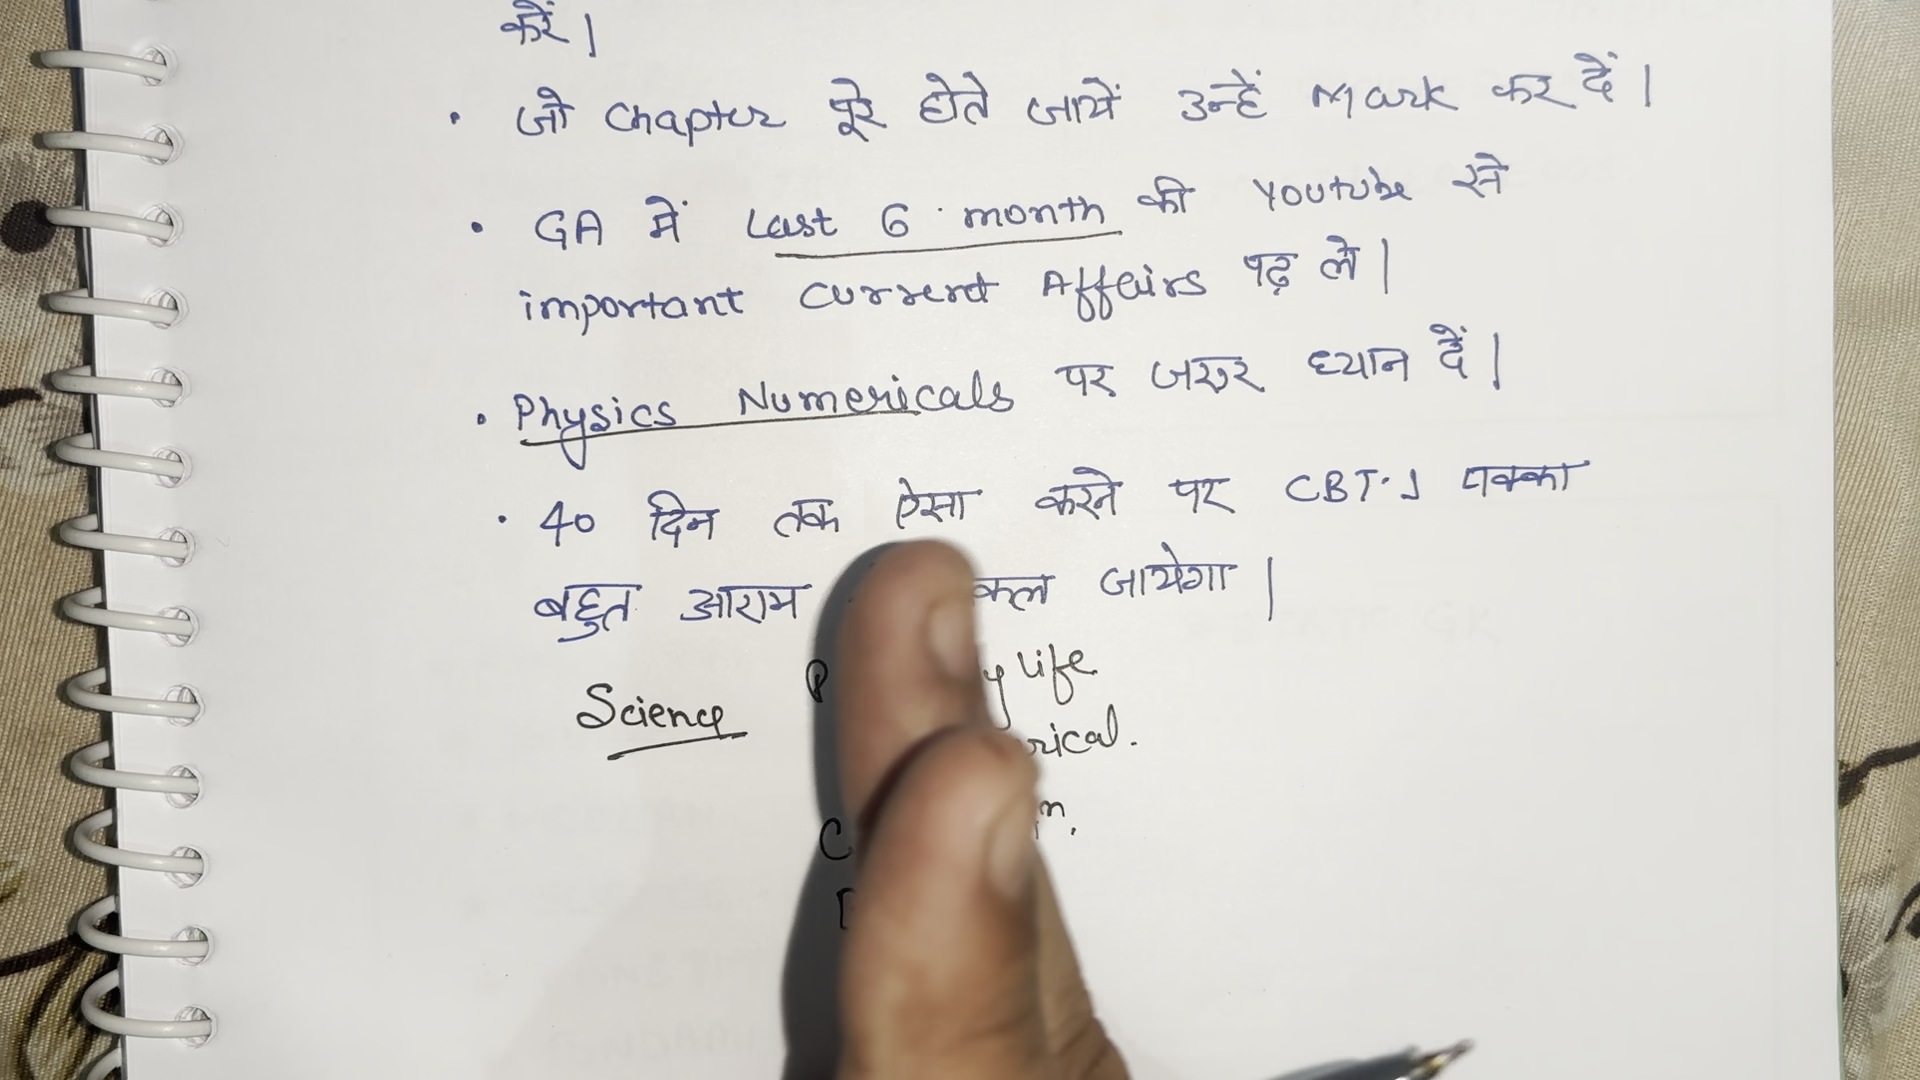 करें।
• जो Chapter पूरे होते जायें उन्हें Mark कर दें।
• GA में Last 6 month की Youtube से
important Current Affairs पढ़ लें।
• Physics Numericals पर जरूर ध्यान दें।
• 40 दिन तक ऐसा करने पर CBT-1 पक्का
बहुत आराम जायेगा।
Science life